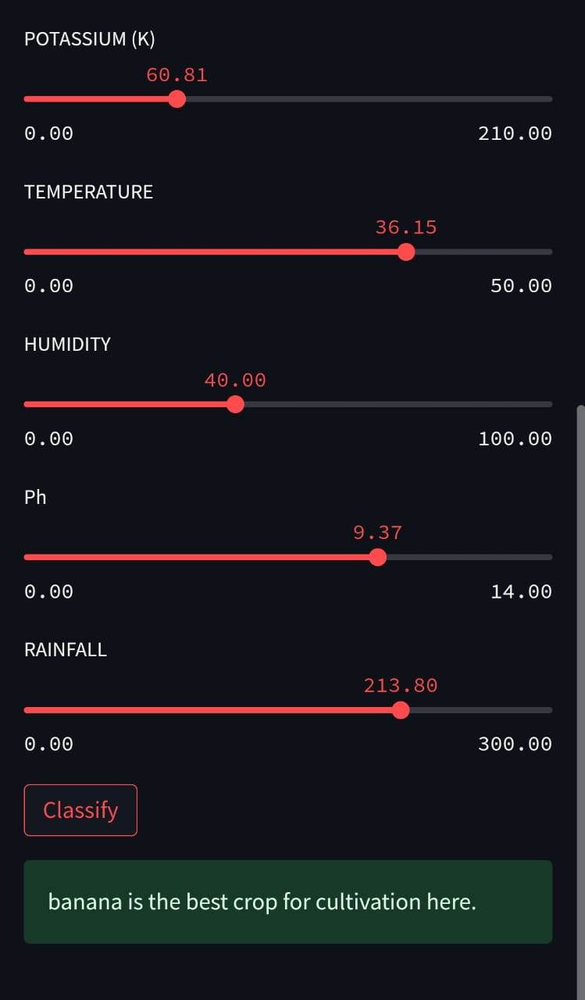 POTASSIUM (K)
60.81
0.00 210.00
TEMPERATURE
36.15
0.00 50.00
HUMIDITY
40.00
0.00 100.00
Ph
9.37
0.00 14.00
RAINFALL
213.80
0.00 300.00
Classify
banana is the best crop for cultivation here.